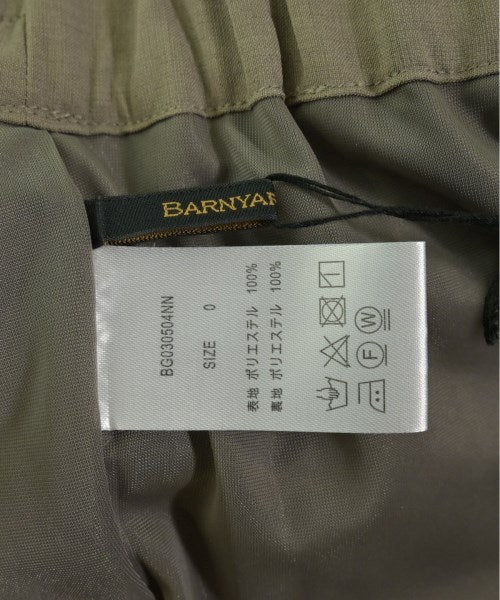 BARNYAR
BG030504NN
SIZE 0
表地 ポリエステル 100%
裏地 ポリエステル 100%
F W